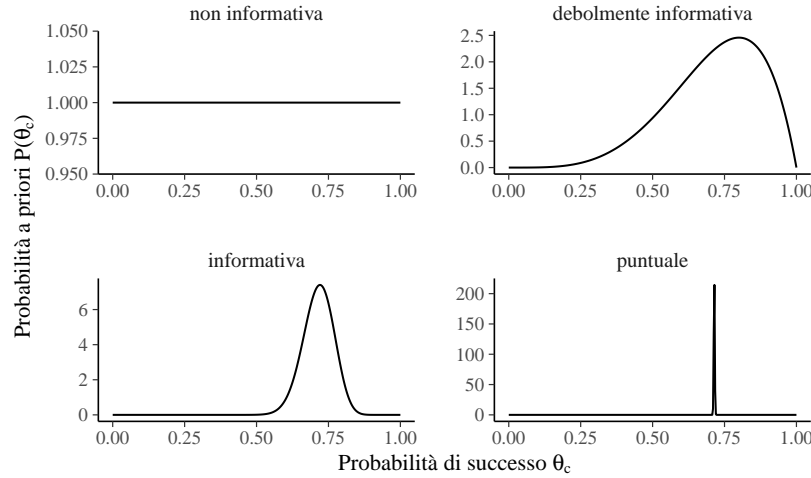 non informativa
debolmente informativa
1.050
1.025
1.000
0.975
0.950
0.00 0.25 0.50 0.75 1.00
2.5
2.0
1.5
1.0
0.5
0.0
0.00 0.25 0.50 0.75 1.00
Probabilità a priori P(θc)
informativa
puntuale
6
4
2
0
0.00 0.25 0.50 0.75 1.00
200
150
100
50
0
0.00 0.25 0.50 0.75 1.00
Probabilità di successo θc